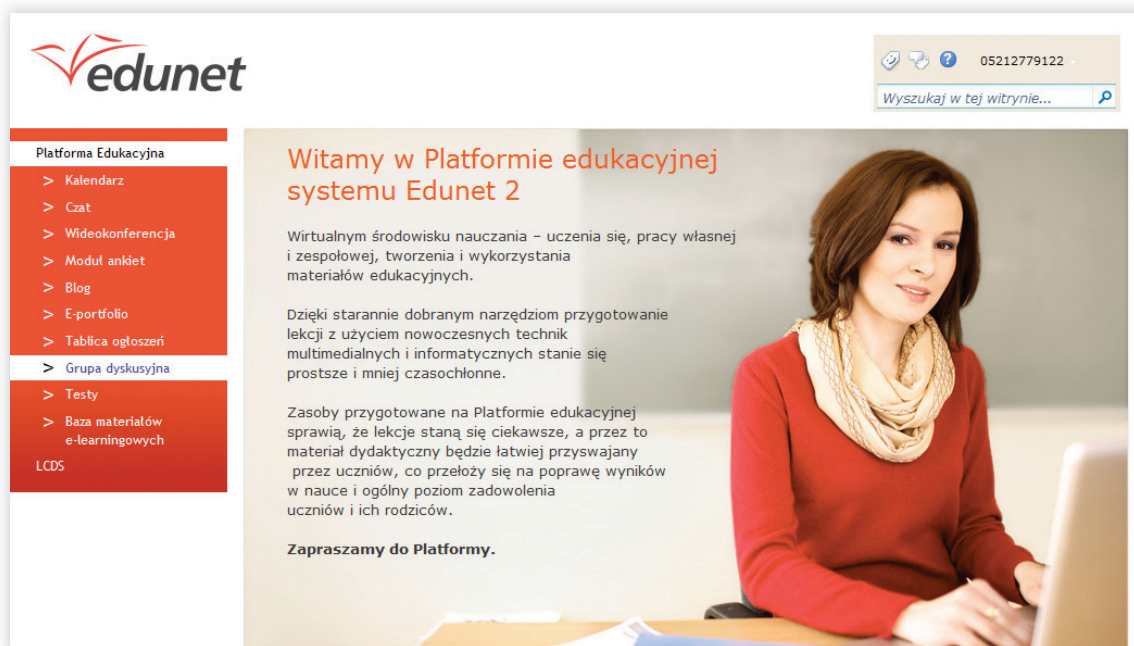 edunet
05212779122
Wyszukaj w tej witrynie...
Platforma Edukacyjna
> Kalendarz
> Czat
> Wideokonferencja
> Moduł ankiet
> Blog
> E-portfolio
> Tablica ogłoszeń
> Grupa dyskusyjna
> Testy
> Baza materiałów
e-learningowych
LCDS
Witamy w Platformie edukacyjnej
systemu Edunet 2
Wirtualnym środowisku nauczania – uczenia się, pracy własnej
i zespołowej, tworzenia i wykorzystania
materiałów edukacyjnych.
Dzięki starannie dobranym narzędziom przygotowanie
lekcji z użyciem nowoczesnych technik
multimedialnych i informatycznych stanie się
prostsze i mniej czasochłonne.
Zasoby przygotowane na Platformie edukacyjnej
sprawią, że lekcje staną się ciekawsze, a przez to
materiał dydaktyczny będzie łatwiej przyswajany
przez uczniów, co przełoży się na poprawę wyników
w nauce i ogólny poziom zadowolenia
uczniów i ich rodziców.
Zapraszamy do Platformy.